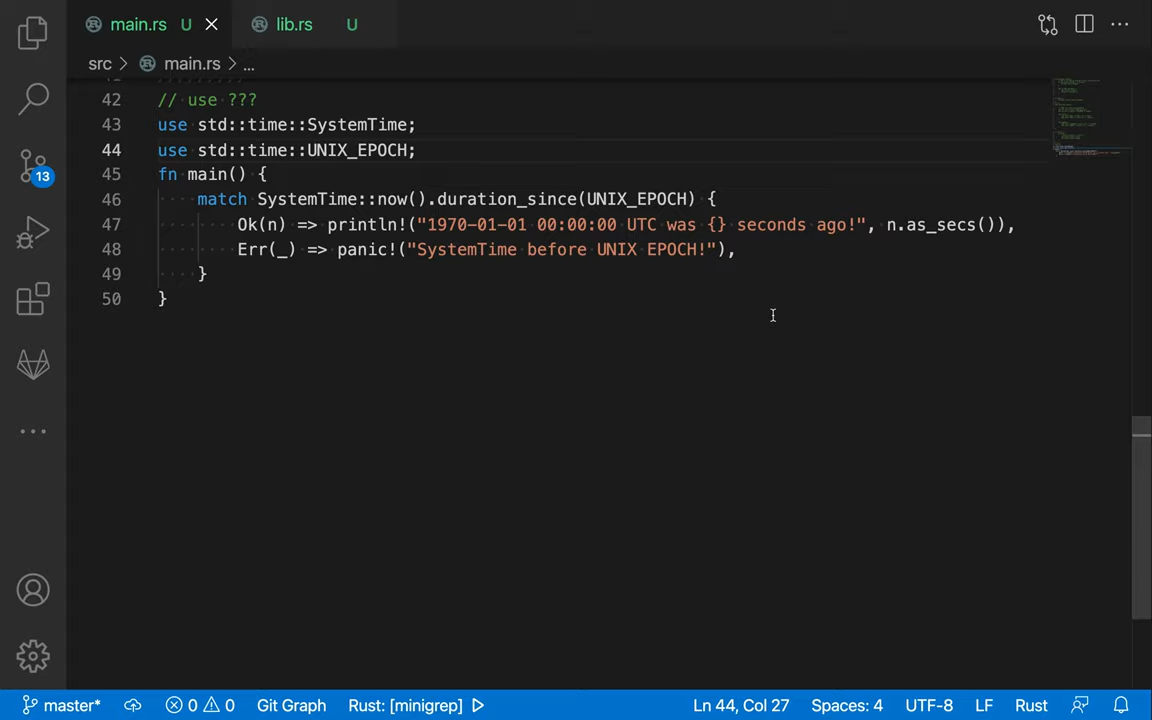 main.rs U
lib.rs U
src > main.rs > ...
42 // use ???
43 use std::time::SystemTime;
44 use std::time::UNIX_EPOCH;
45 fn main() {
46 match SystemTime::now().duration_since(UNIX_EPOCH) {
47 Ok(n) => println!("1970-01-01 00:00:00 UTC was {} seconds ago!", n.as_secs()),
48 Err(_) => panic!("SystemTime before UNIX EPOCH!"),
49 }
50 }
13
master* 0 0 Git Graph Rust: [minigrep] Ln 44, Col 27 Spaces: 4 UTF-8 LF Rust